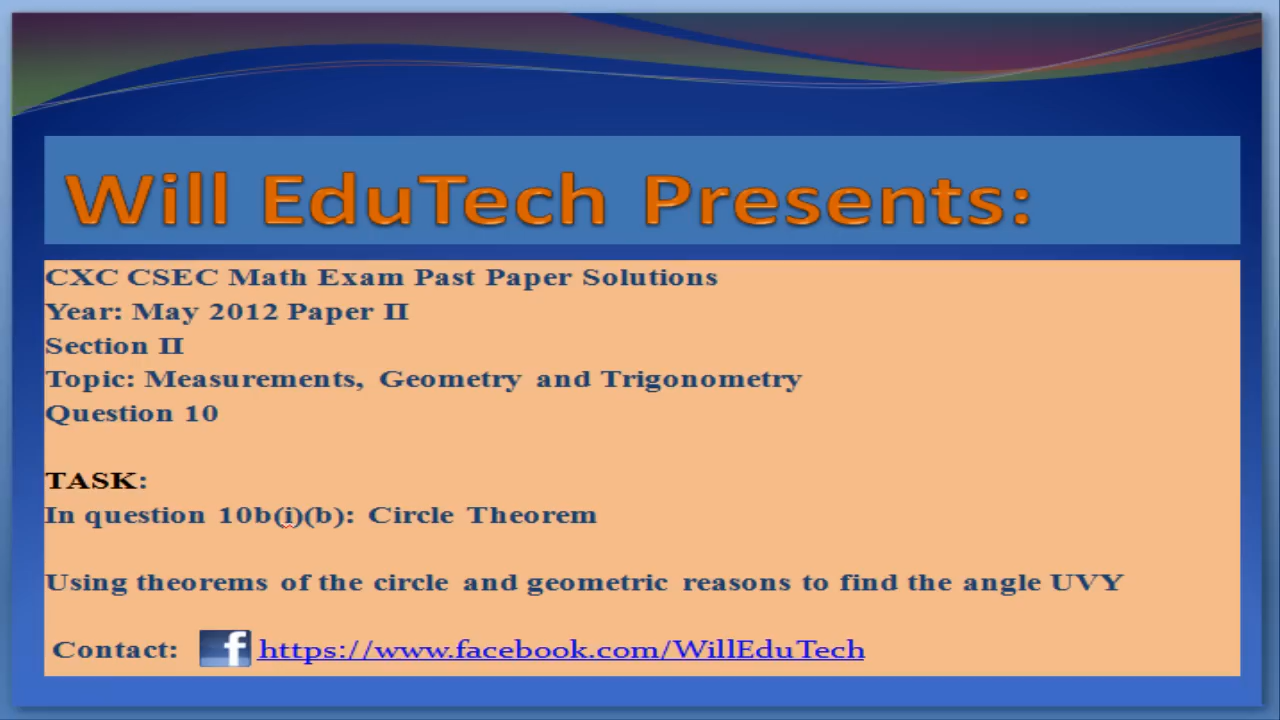 Will EduTech Presents:
CXC CSEC Math Exam Past Paper Solutions
Year: May 2012 Paper II
Section II
Topic: Measurements, Geometry and Trigonometry
Question 10
TASK:
In question 10b(i)(b): Circle Theorem
Using theorems of the circle and geometric reasons to find the angle UVY
Contact: f https://www.facebook.com/WillEduTech